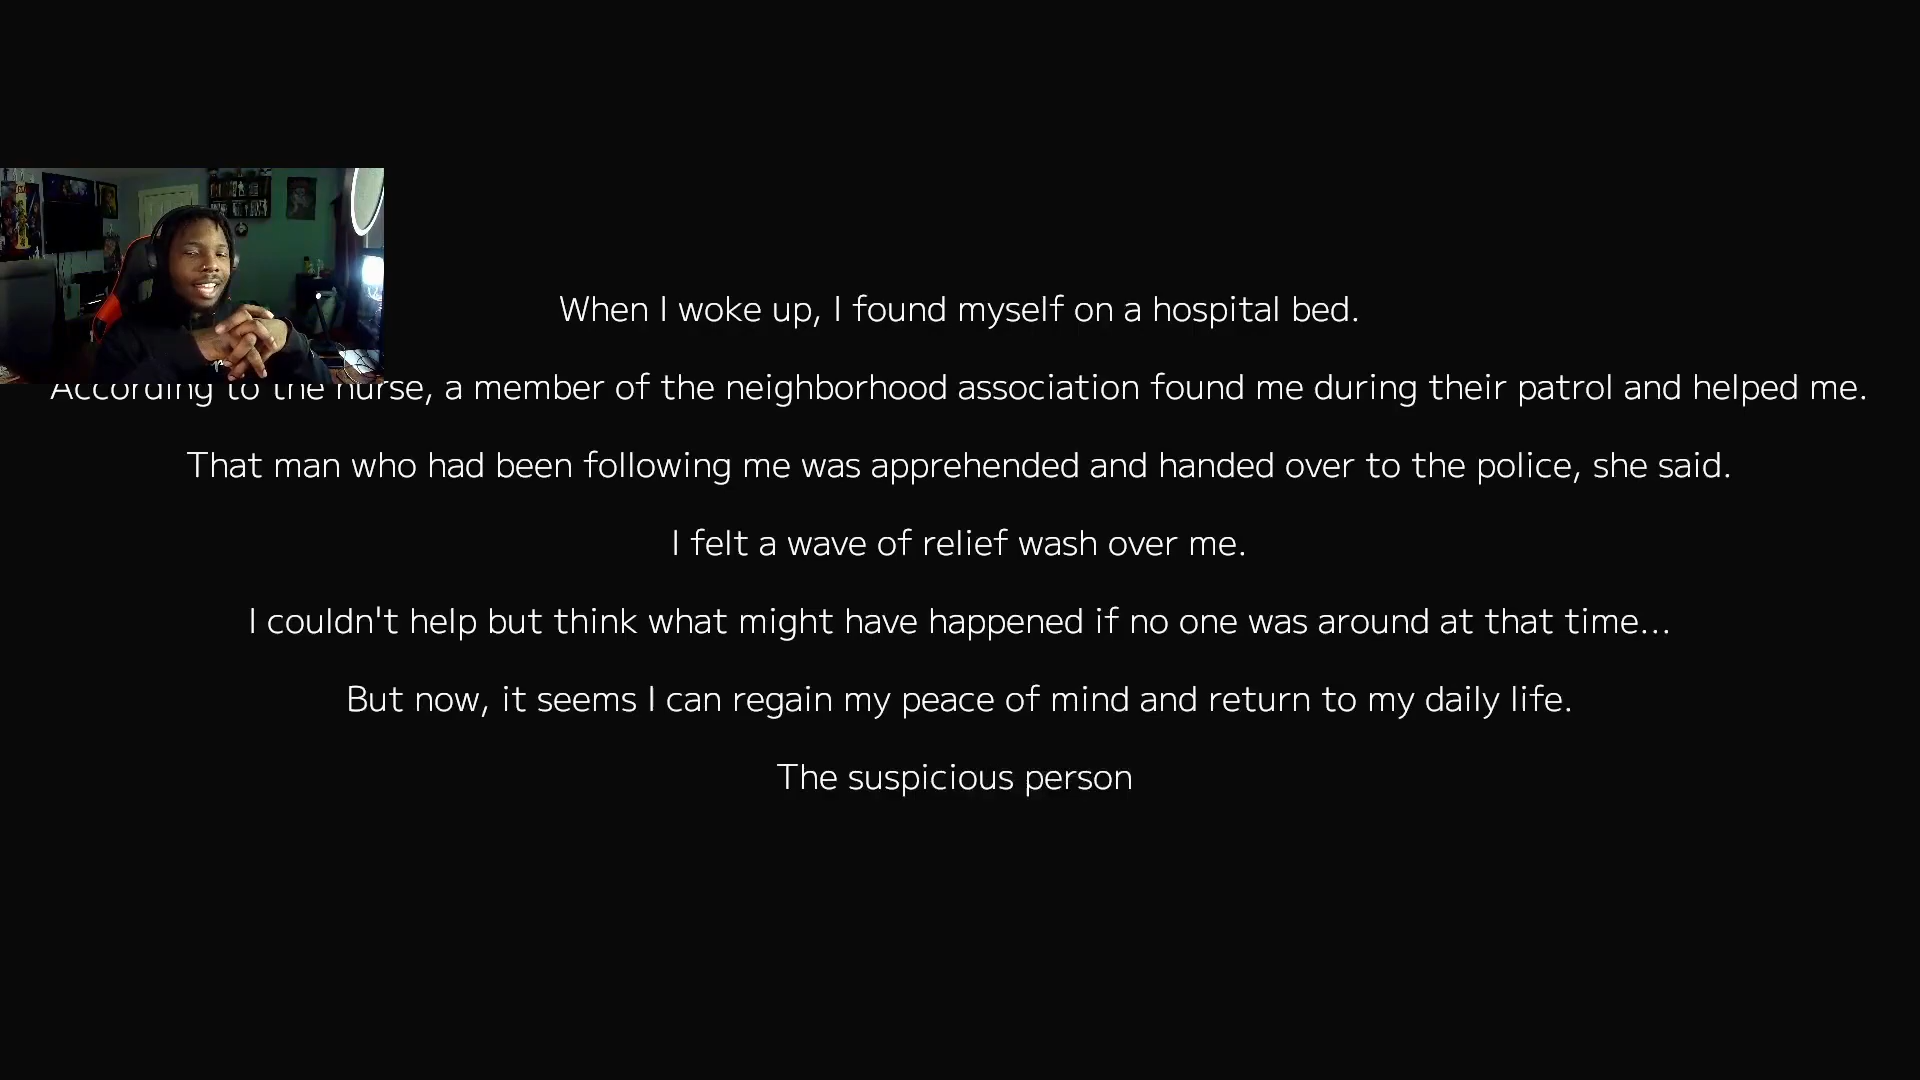 When I woke up, I found myself on a hospital bed.
According to the nurse, a member of the neighborhood association found me during their patrol and helped me.
That man who had been following me was apprehended and handed over to the police, she said.
I felt a wave of relief wash over me.
I couldn't help but think what might have happened if no one was around at that time...
But now, it seems I can regain my peace of mind and return to my daily life.
The suspicious person